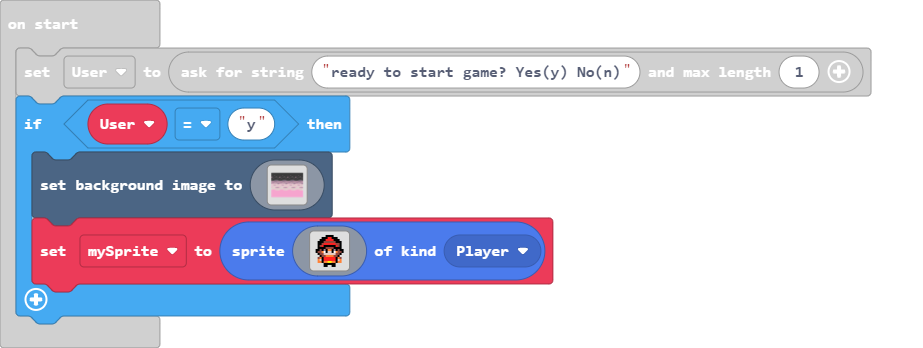 on start
set User to ask for string "ready to start game? Yes(y) No(n)" and max length 1
if User = "y" then
set background image to
set mySprite to sprite of kind Player